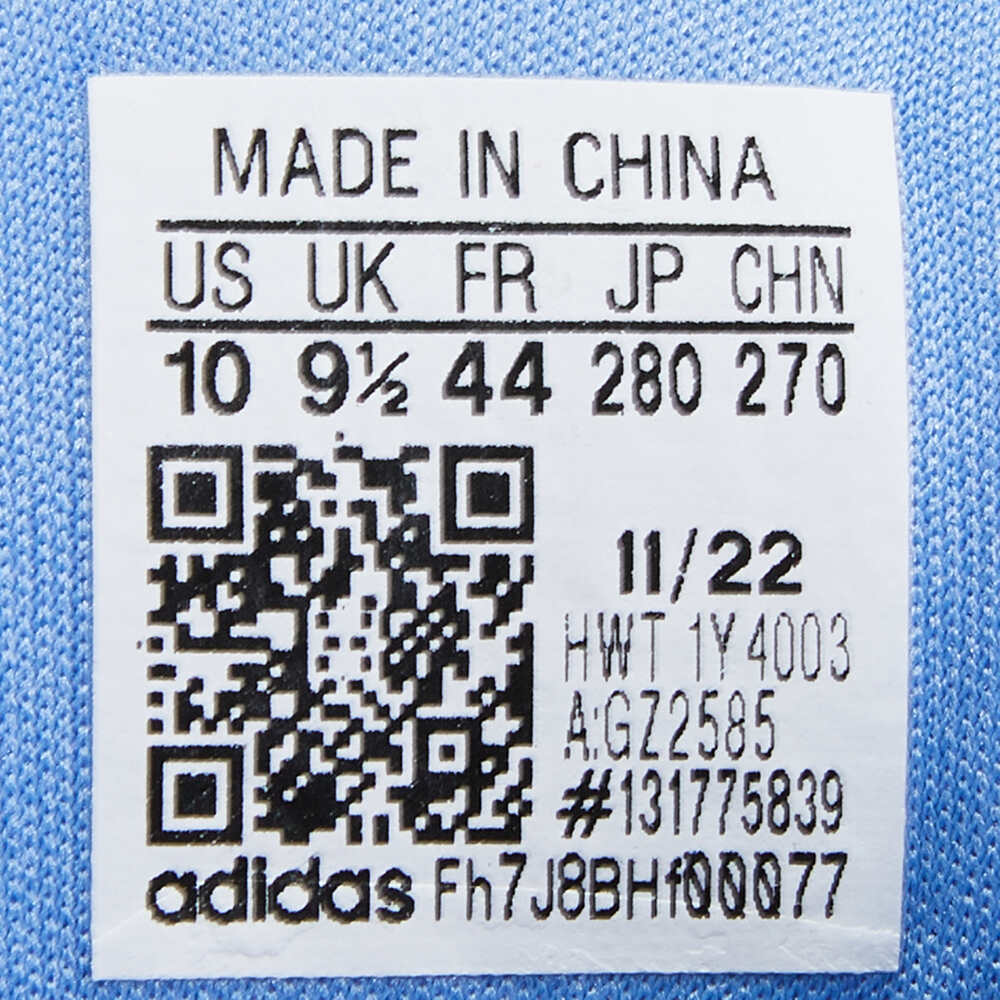 MADE IN CHINA
US UK FR JP CHN
10 9½ 44 280 270
11/22
HWT 1Y4003
A:GZ2585
#131775839
adidas Fh7J8BHf00077